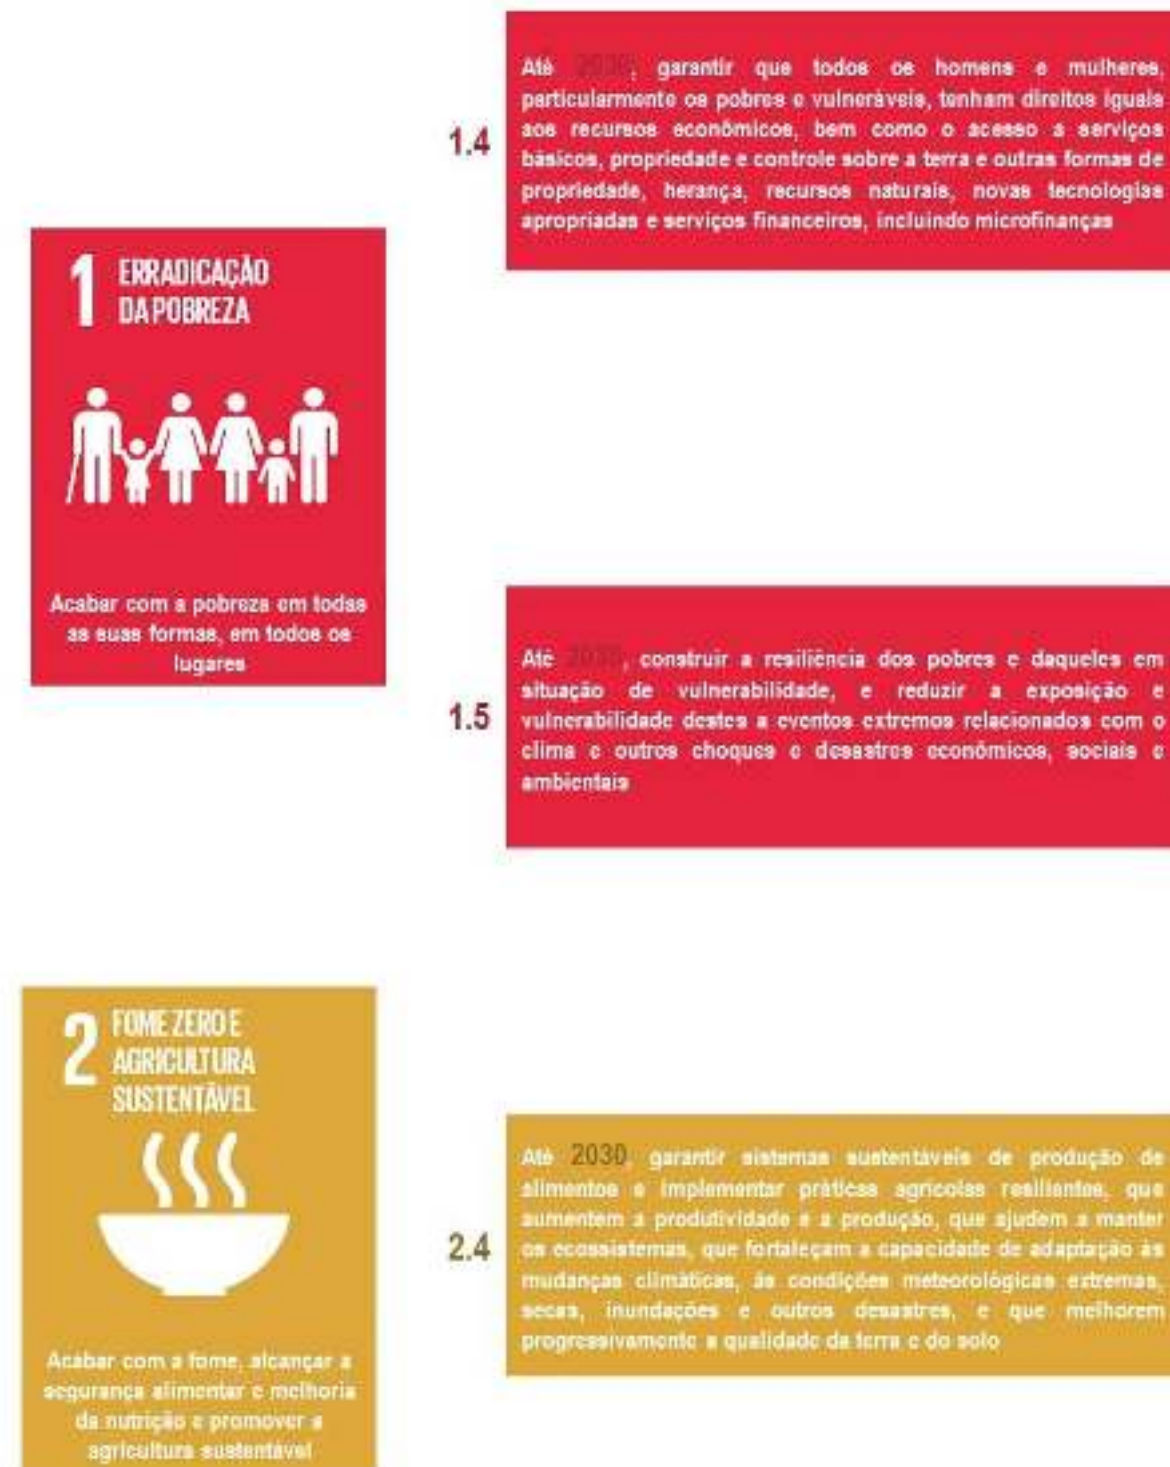 1.4
Até 2030, garantir que todos os homens e mulheres,
particularmente os pobres e vulneráveis, tenham direitos iguais
aos recursos econômicos, bem como o acesso a serviços
básicos, propriedade e controle sobre a terra e outras formas de
propriedade, herança, recursos naturais, novas tecnologias
apropriadas e serviços financeiros, incluindo microfinanças
1 ERRADICAÇÃO
DA POBREZA
Acabar com a pobreza em todas
as suas formas, em todos os
lugares
1.5
Até 2030, construir a resiliência dos pobres e daqueles em
situação de vulnerabilidade, e reduzir a exposição e
vulnerabilidade destes a eventos extremos relacionados com o
clima e outros choques e desastres econômicos, sociais e
ambientais
2 FOME ZERO E
AGRICULTURA
SUSTENTÁVEL
Acabar com a fome, alcançar a
segurança alimentar e melhoria
da nutrição e promover a
agricultura sustentável
2.4
Até 2030 garantir sistemas sustentáveis de produção de
alimentos e implementar práticas agrícolas resilientes, que
aumentem a produtividade e a produção, que ajudem a manter
os ecossistemas, que fortaleçam a capacidade de adaptação às
mudanças climáticas, às condições meteorológicas extremas,
secas, inundações e outros desastres, e que melhorem
progressivamente a qualidade da terra e do solo